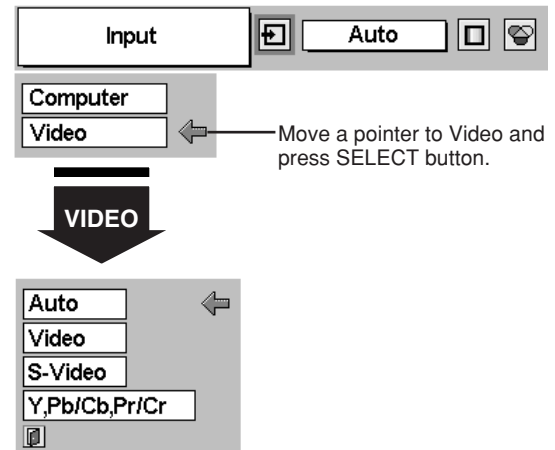 Input
Auto
Computer
Video
Move a pointer to Video and
press SELECT button.
VIDEO
Auto
Video
S-Video
Y,Pb/Cb,Pr/Cr